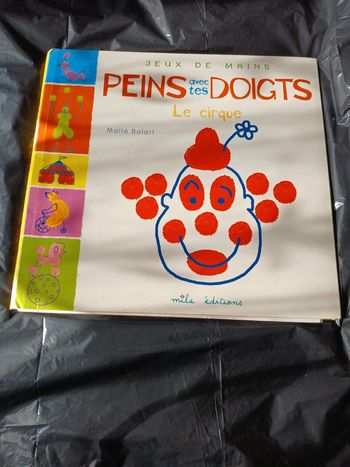 JEUX DE MAINS
PEINS avec tes DOIGTS
Le cirque
Maïté Balart
mila éditions